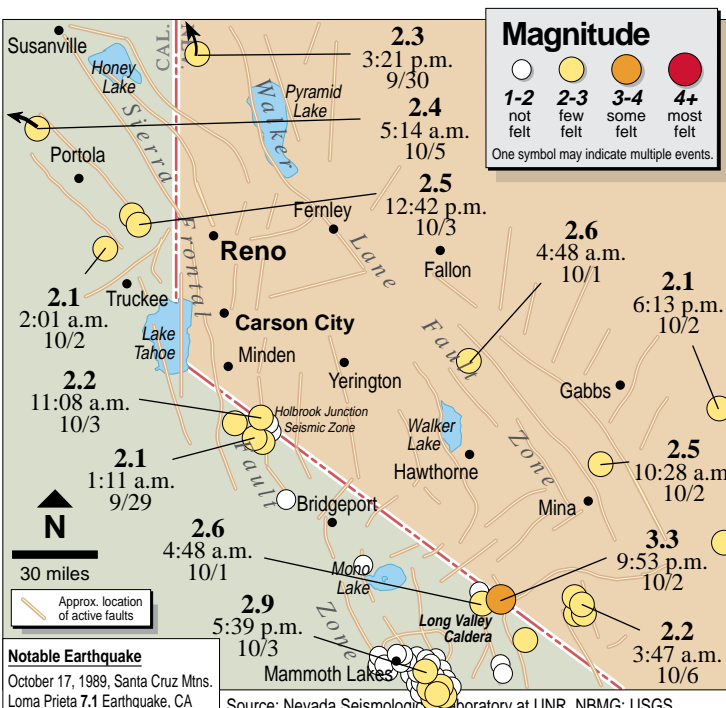 Susanville
CAL.
Honey
Lake
Sierra
2.3
3:21 p.m.
9/30
Magnitude
1-2
not
felt
2-3
few
felt
3-4
some
felt
4+
most
felt
One symbol may indicate multiple events.
Walker
Pyramid
Lake
2.4
5:14 a.m.
10/5
Portola
2.5
12:42 p.m.
10/3
Fernley
Frontal
Reno
Lane
Fallon
2.6
4:48 a.m.
10/1
2.1
6:13 p.m.
10/2
2.1
2:01 a.m.
10/2
Truckee
Lake
Tahoe
Carson City
Minden
Yerington
Fault
Gabbs
2.2
11:08 a.m.
10/3
Holbrook Junction
Seismic Zone
Walker
Lake
Hawthorne
Zone
2.1
1:11 a.m.
9/29
Fault
2.5
10:28 a.m
10/2
Mina
N
30 miles
Bridgeport
2.6
4:48 a.m.
10/1
Mono
Lake
3.3
9:53 p.m.
10/2
Approx. location
of active faults
Zone
Long Valley
Caldera
2.9
5:39 p.m.
10/3
Mammoth Lakes
2.2
3:47 a.m.
10/6
Notable Earthquake
October 17, 1989, Santa Cruz Mtns.
Loma Prieta 7.1 Earthquake, CA
Source: Nevada Seismologi aboratory at UNR, NBMG; USGS